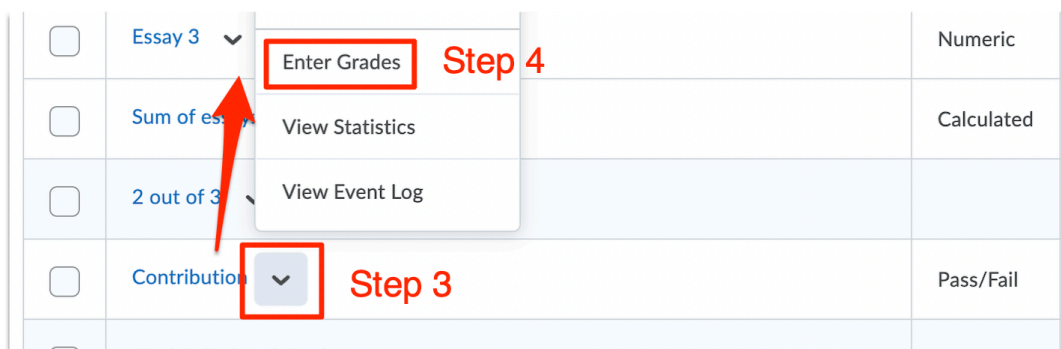 Essay 3
Numeric
Enter Grades
Step 4
Sum of
Calculated
View Statistics
2 out of 3
View Event Log
Contribution
Step 3
Pass/Fail